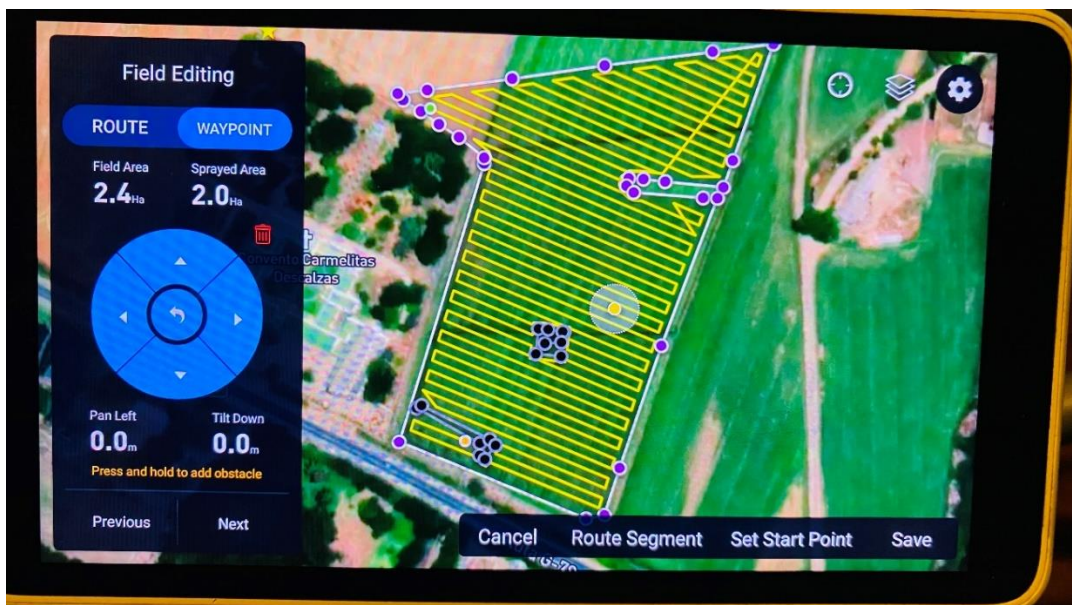 Field
Editing
ROUTE
WAYPOINT
Field Area
Sprayed Area
2.4Ha
2.0Ha
Convento Carmelitas
Descalzas
Pan Left
Tilt Down
0.0m
0.0m
Press and hold to add obstacle
Previous
Next
Cancel
Route Segment
Set Start Point
Save